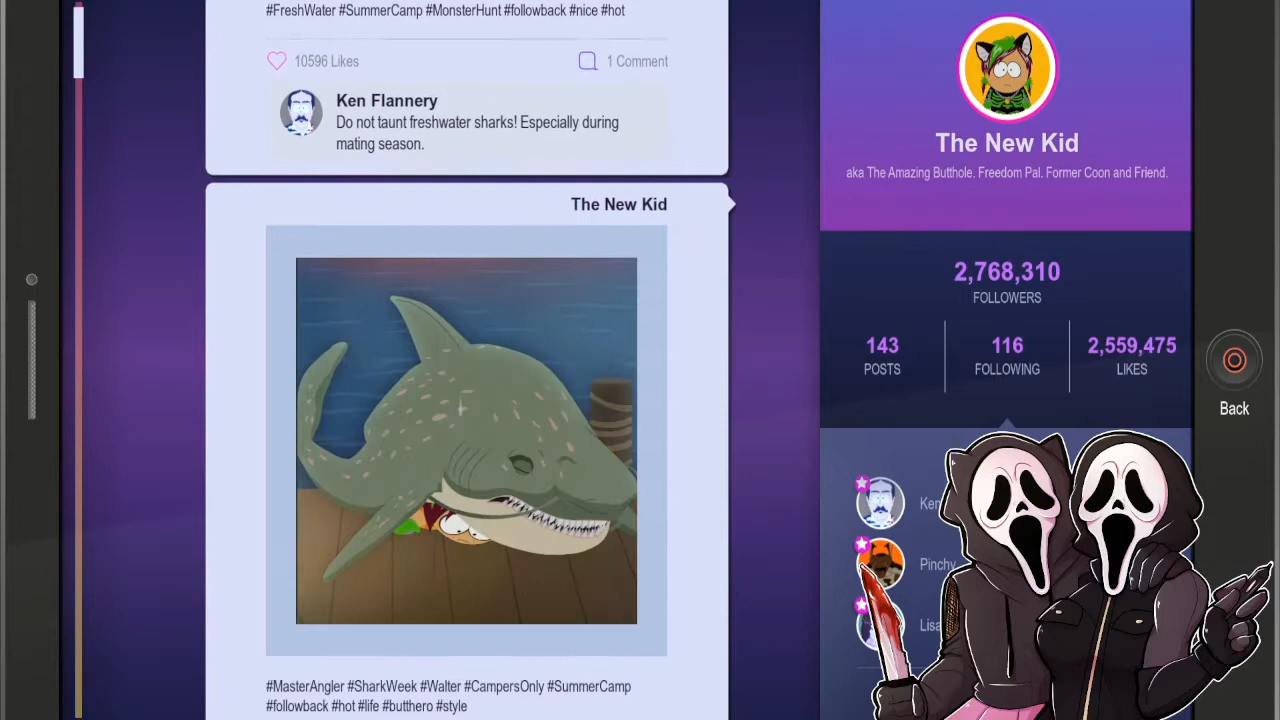 #FreshWater #SummerCamp #MonsterHunt #followback #nice #hot
10596 Likes
1 Comment
Ken Flannery
Do not taunt freshwater sharks! Especially during
mating season.
The New Kid
#MasterAngler #SharkWeek #Walter #CampersOnly #SummerCamp
#followback #hot #life #butthero #style
The New Kid
aka The Amazing Butthole. Freedom Pal. Former Coon and Friend.
2,768,310
FOLLOWERS
143
POSTS
116
FOLLOWING
2,559,475
LIKES
Ken
Pinchy
Lisa
Back